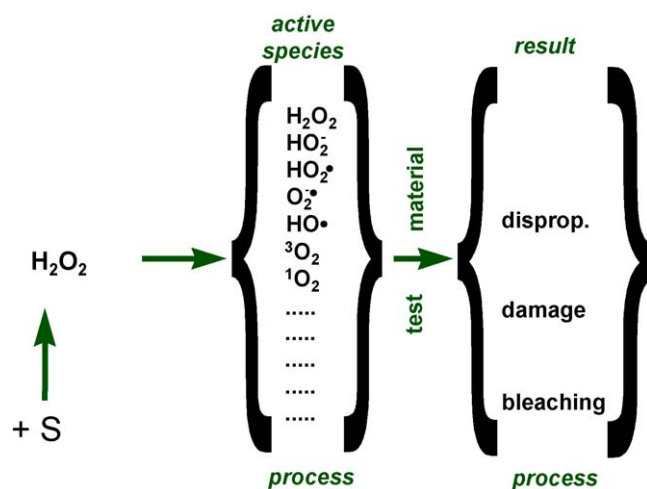 active
species
result
H₂O₂
HO₂⁻
HO₂•
O₂⁻•
HO•
³O₂
¹O₂
.....
.....
.....
.....
.....
H₂O₂
+ S
material
test
disprop.
damage
bleaching
process
process